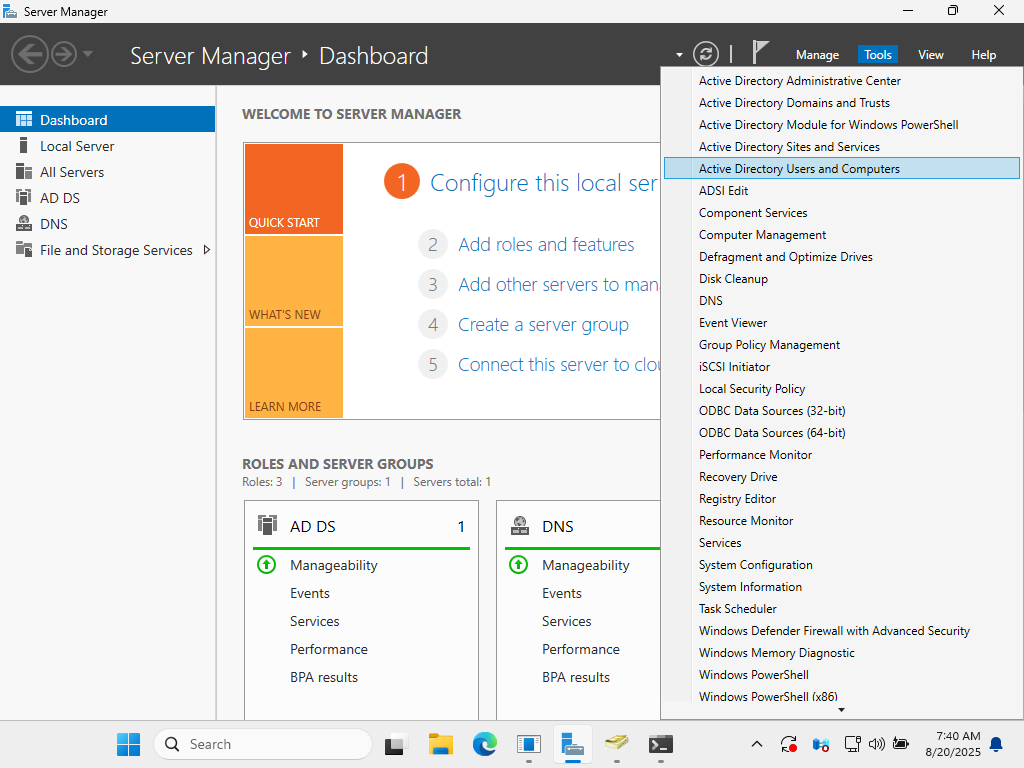 Server Manager
Server Manager ‣ Dashboard
Manage
Tools
View
Help
Dashboard
Local Server
All Servers
AD DS
DNS
File and Storage Services
WELCOME TO SERVER MANAGER
QUICK START
WHAT'S NEW
LEARN MORE
1 Configure this local ser
2 Add roles and features
3 Add other servers to mana
4 Create a server group
5 Connect this server to clou
ROLES AND SERVER GROUPS
Roles: 3 | Server groups: 1 | Servers total: 1
AD DS 1
Manageability
Events
Services
Performance
BPA results
DNS
Manageability
Events
Services
Performance
BPA results
Active Directory Administrative Center
Active Directory Domains and Trusts
Active Directory Module for Windows PowerShell
Active Directory Sites and Services
Active Directory Users and Computers
ADSI Edit
Component Services
Computer Management
Defragment and Optimize Drives
Disk Cleanup
DNS
Event Viewer
Group Policy Management
iSCSI Initiator
Local Security Policy
ODBC Data Sources (32-bit)
ODBC Data Sources (64-bit)
Performance Monitor
Recovery Drive
Registry Editor
Resource Monitor
Services
System Configuration
System Information
Task Scheduler
Windows Defender Firewall with Advanced Security
Windows Memory Diagnostic
Windows PowerShell
Windows PowerShell (x86)
Search
7:40 AM
8/20/2025